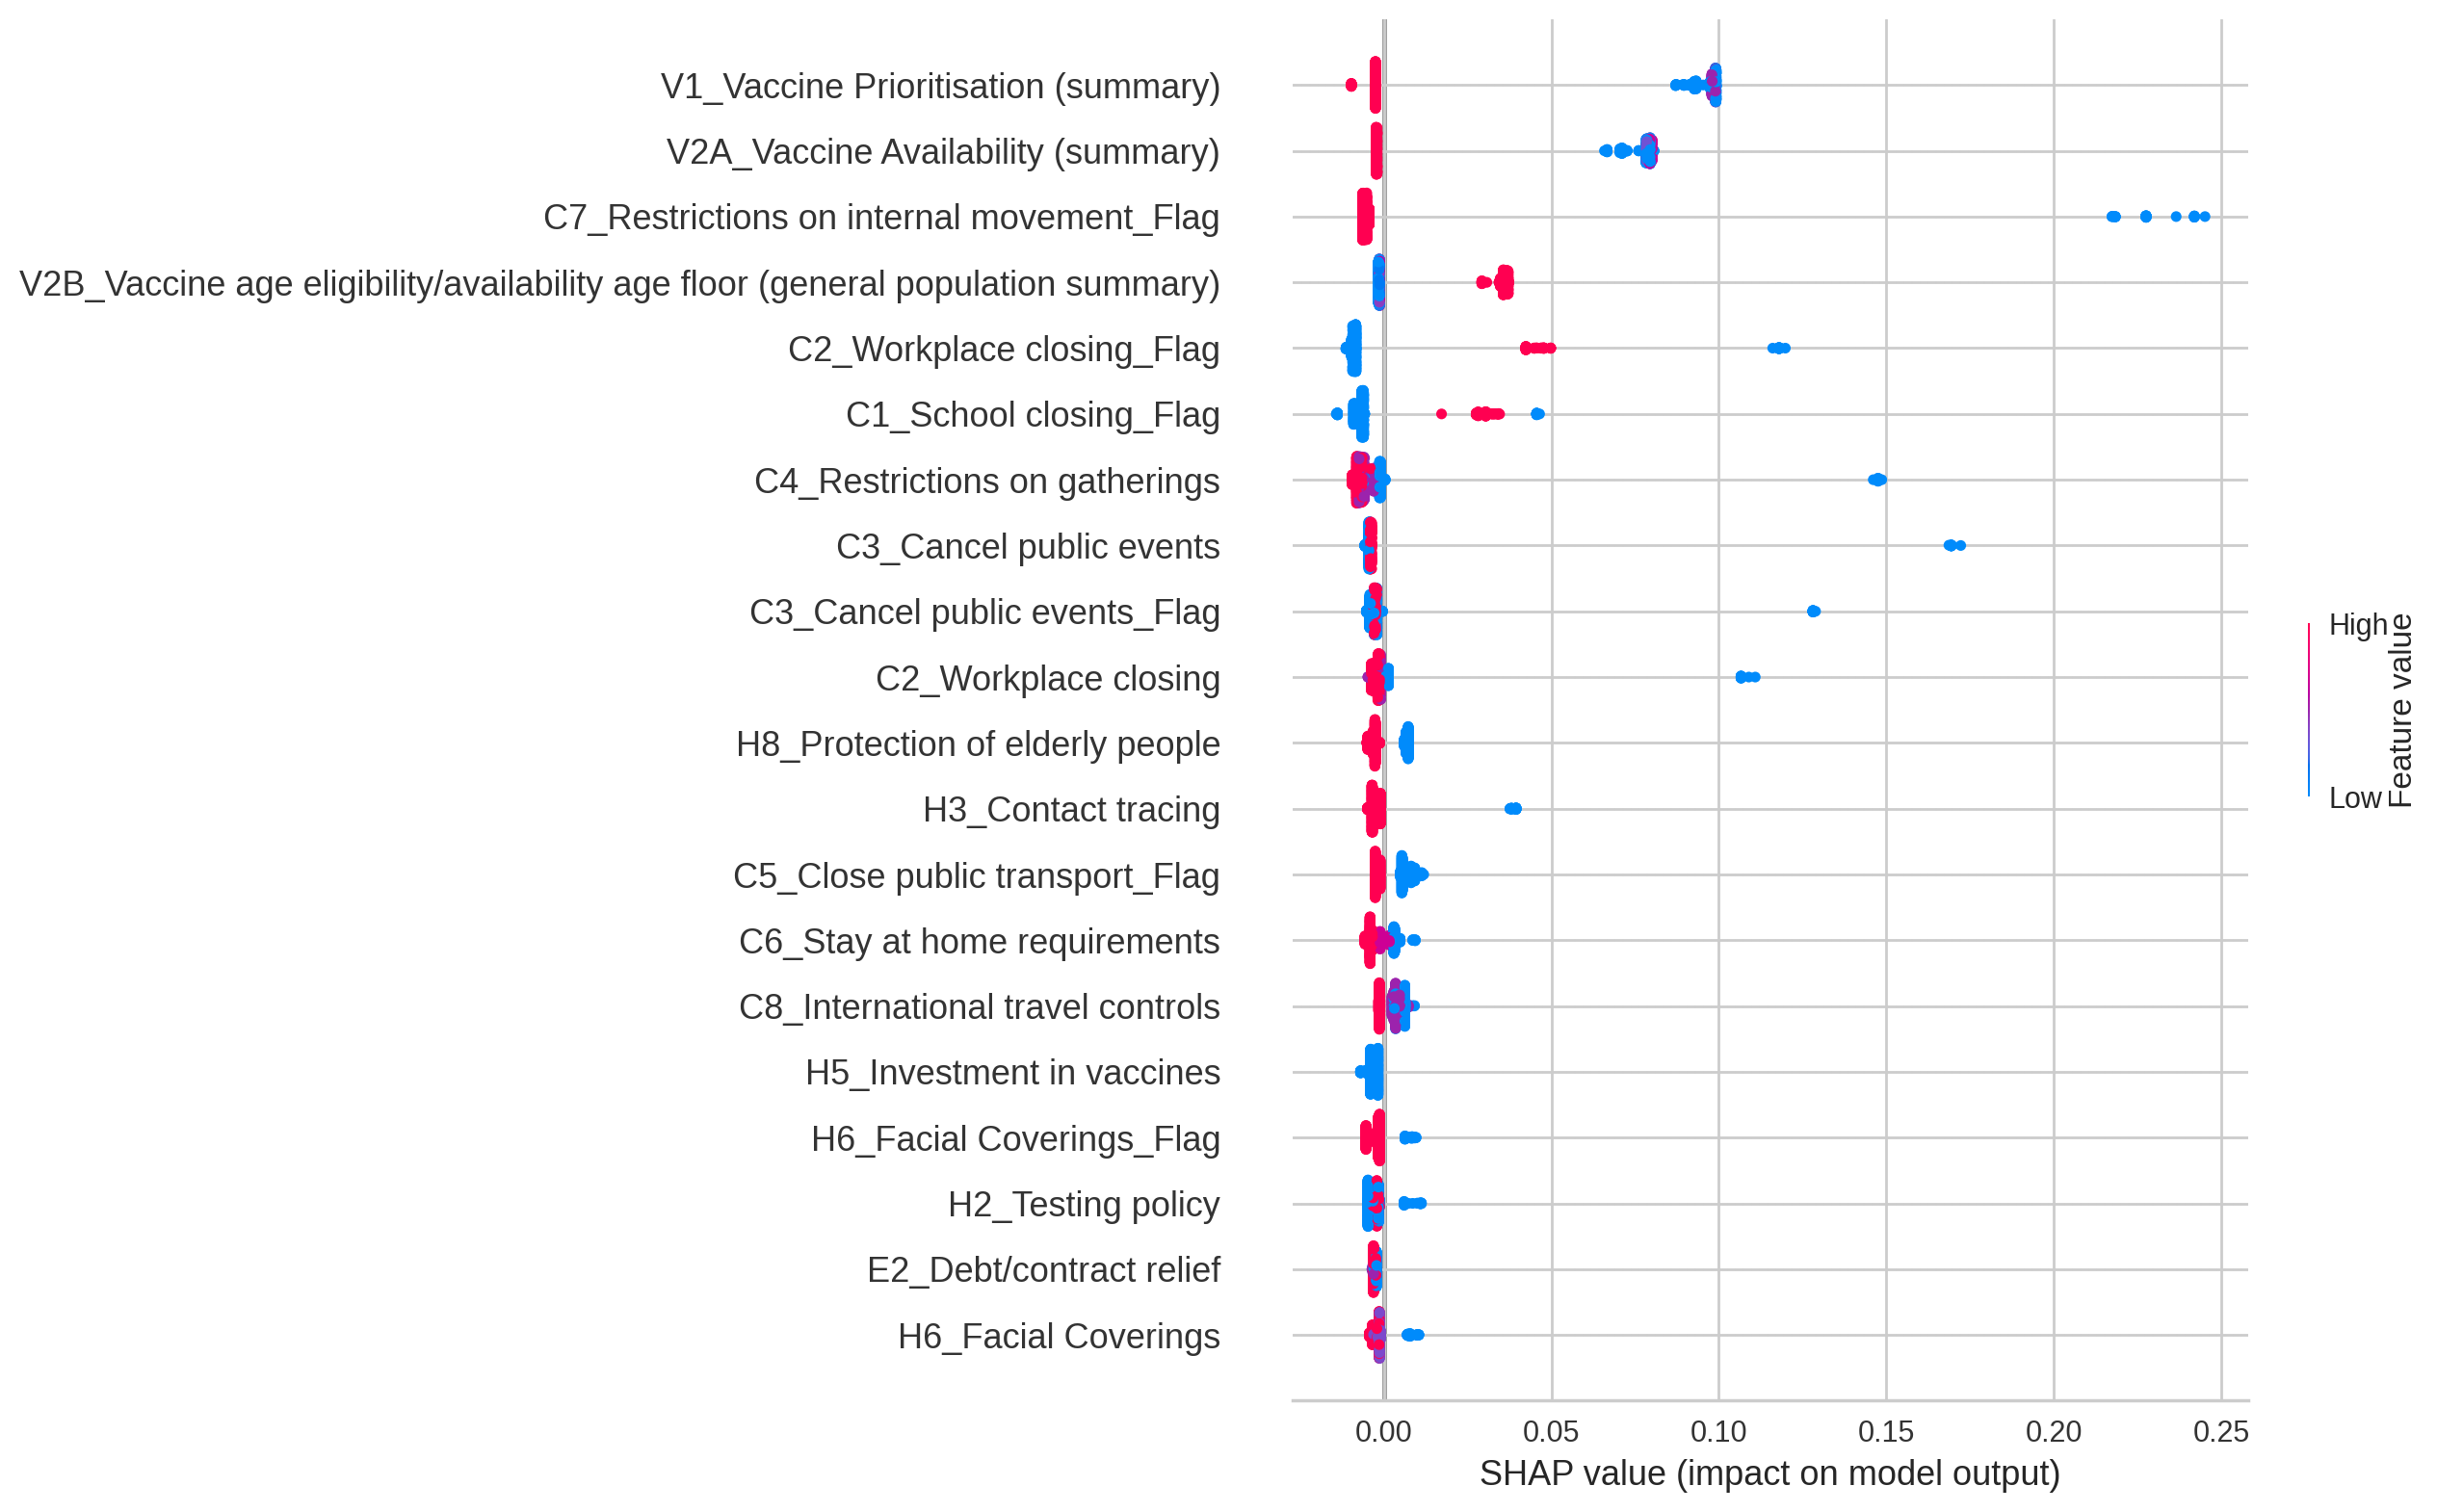 V1_Vaccine Prioritisation (summary)
V2A_Vaccine Availability (summary)
C7_Restrictions on internal movement_Flag
V2B_Vaccine age eligibility/availability age floor (general population summary)
C2_Workplace closing_Flag
C1_School closing_Flag
C4_Restrictions on gatherings
C3_Cancel public events
C3_Cancel public events_Flag
C2_Workplace closing
H8_Protection of elderly people
H3_Contact tracing
C5_Close public transport_Flag
C6_Stay at home requirements
C8_International travel controls
H5_Investment in vaccines
H6_Facial Coverings_Flag
H2_Testing policy
E2_Debt/contract relief
H6_Facial Coverings
0.00 0.05 0.10 0.15 0.20 0.25
SHAP value (impact on model output)
High
Low
Feature value